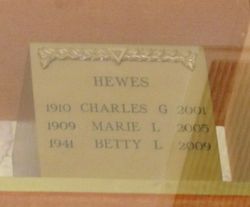 HEWES
1910 CHARLES G 2001
1909 MARIE L 2005
1941 BETTY L 2009